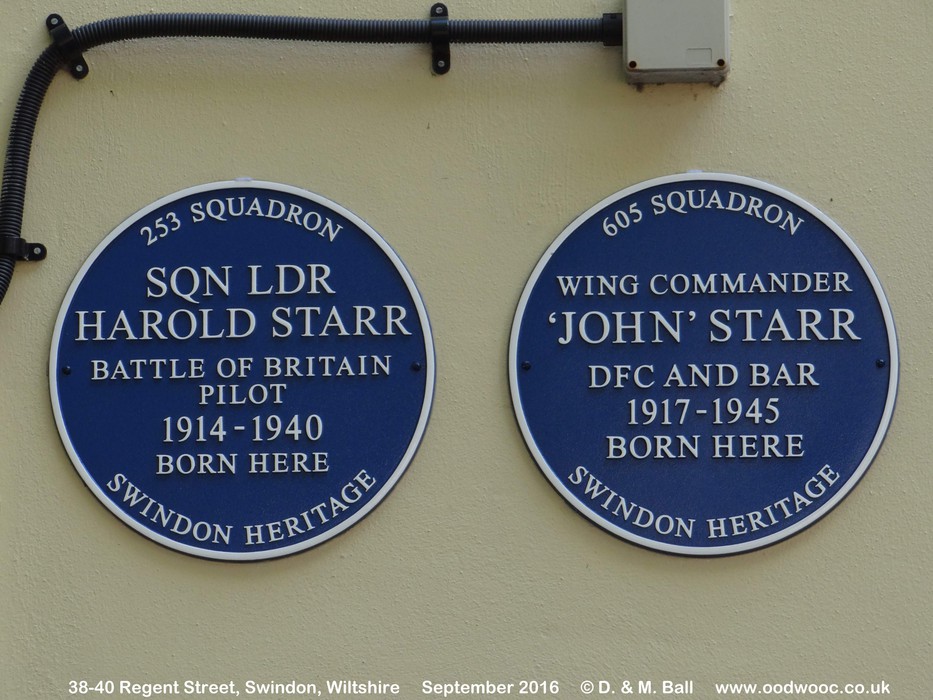 253 SQUADRON
SQN LDR
HAROLD STARR
BATTLE OF BRITAIN
PILOT
1914-1940
BORN HERE
SWINDON HERITAGE
605 SQUADRON
WING COMMANDER
‘JOHN’ STARR
DFC AND BAR
1917-1945
BORN HERE
SWINDON HERITAGE
38-40 Regent Street, Swindon, Wiltshire September 2016 © D. & M. Ball www.oodwooc.co.uk